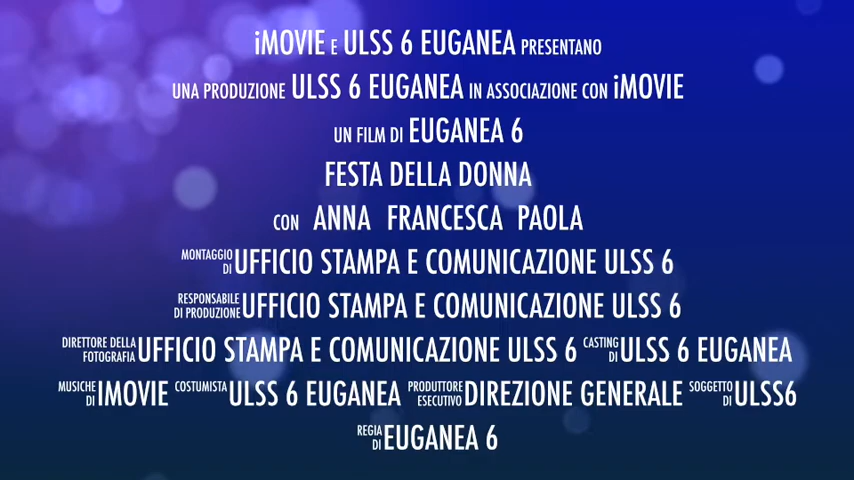 iMOVIE E ULSS 6 EUGANEA PRESENTANO
UNA PRODUZIONE ULSS 6 EUGANEA IN ASSOCIAZIONE CON iMOVIE
UN FILM DI EUGANEA 6
FESTA DELLA DONNA
CON ANNA FRANCESCA PAOLA
MONTAGGIO DI UFFICIO STAMPA E COMUNICAZIONE ULSS 6
RESPONSABILE DI PRODUZIONE UFFICIO STAMPA E COMUNICAZIONE ULSS 6
DIRETTORE DELLA FOTOGRAFIA UFFICIO STAMPA E COMUNICAZIONE ULSS 6 CASTING DI ULSS 6 EUGANEA
MUSICHE DI IMOVIE COSTUMISTA ULSS 6 EUGANEA PRODUTTORE ESECUTIVO DIREZIONE GENERALE SOGGETTO DI ULSS6
REGIA DI EUGANEA 6